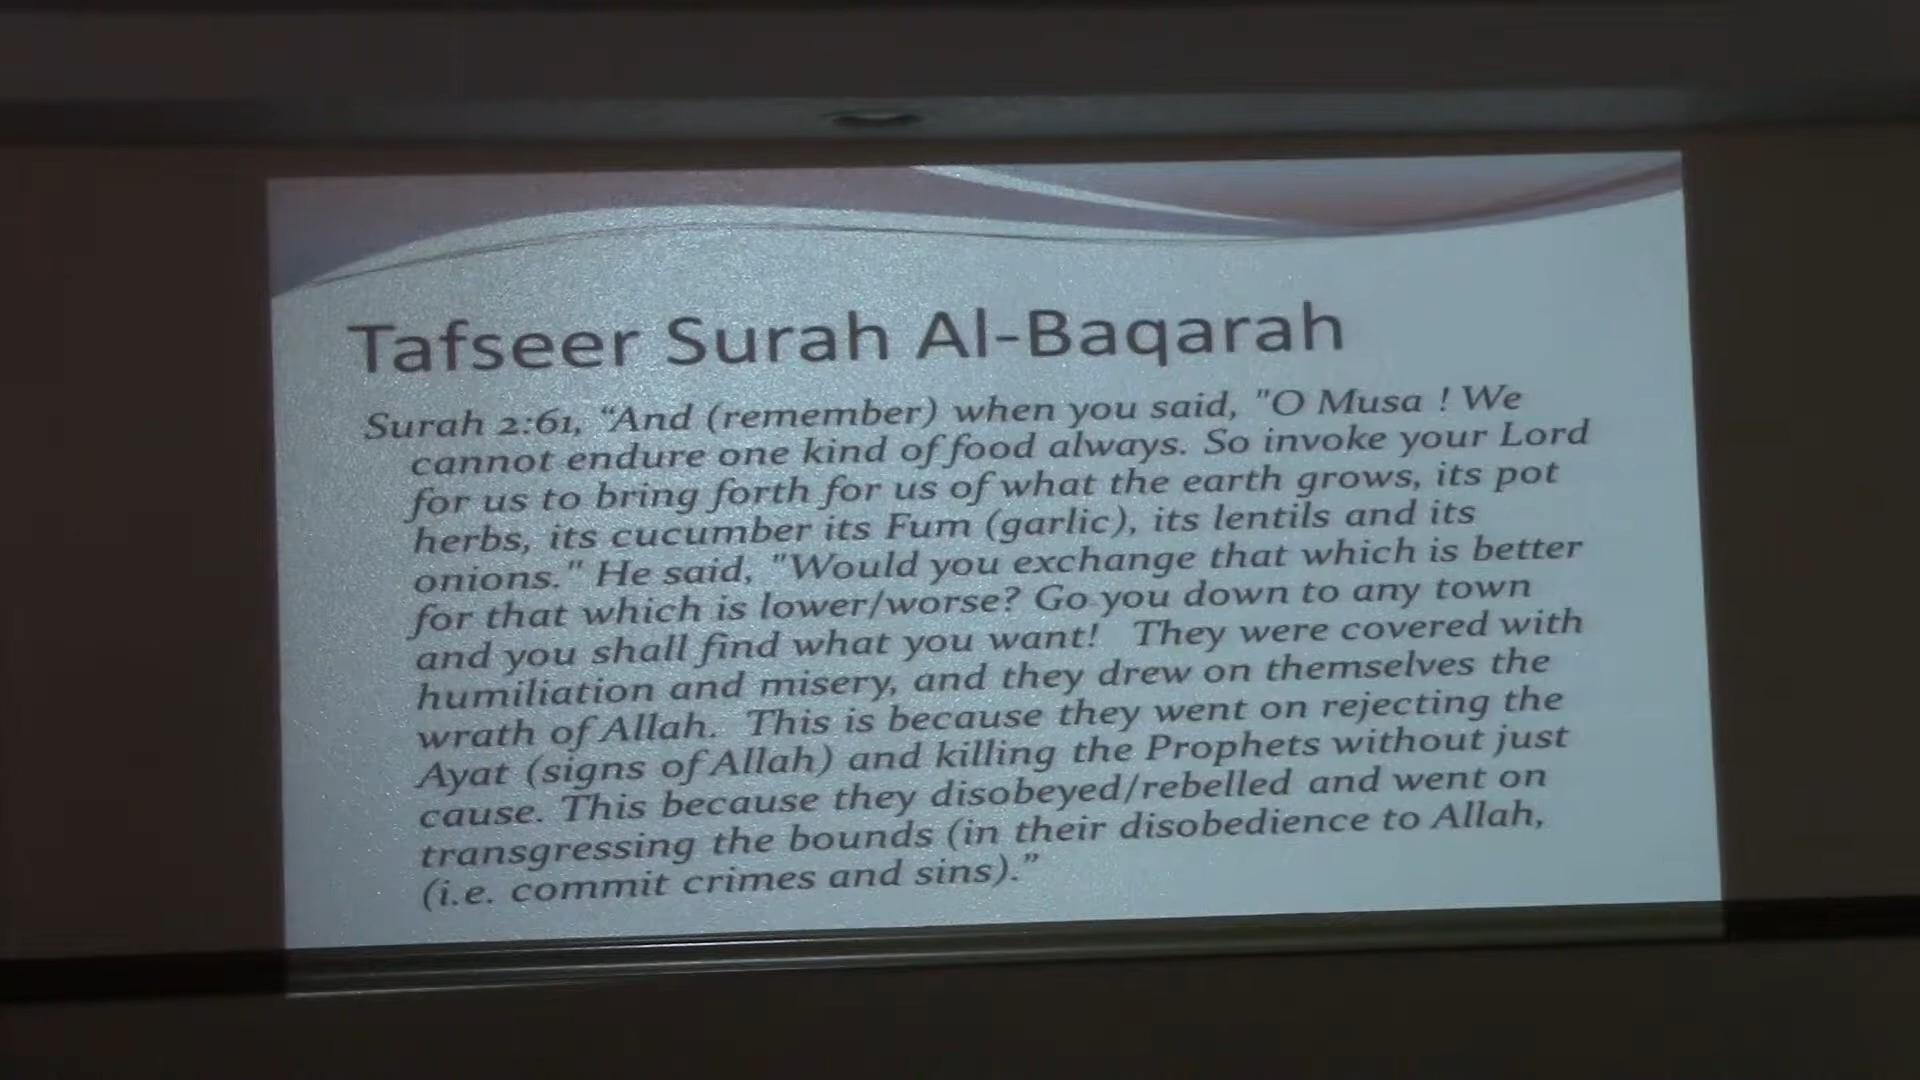 Tafseer Surah Al-Baqarah
Surah 2:61, “And (remember) when you said, "O Musa ! We
cannot endure one kind of food always. So invoke your Lord
for us to bring forth for us of what the earth grows, its pot
herbs, its cucumber its Fum (garlic), its lentils and its
onions." He said, "Would you exchange that which is better
for that which is lower/worse? Go you down to any town
and you shall find what you want! They were covered with
humiliation and misery, and they drew on themselves the
wrath of Allah. This is because they went on rejecting the
Ayat (signs of Allah) and killing the Prophets without just
cause. This because they disobeyed/rebelled and went on
transgressing the bounds (in their disobedience to Allah,
(i.e. commit crimes and sins).”